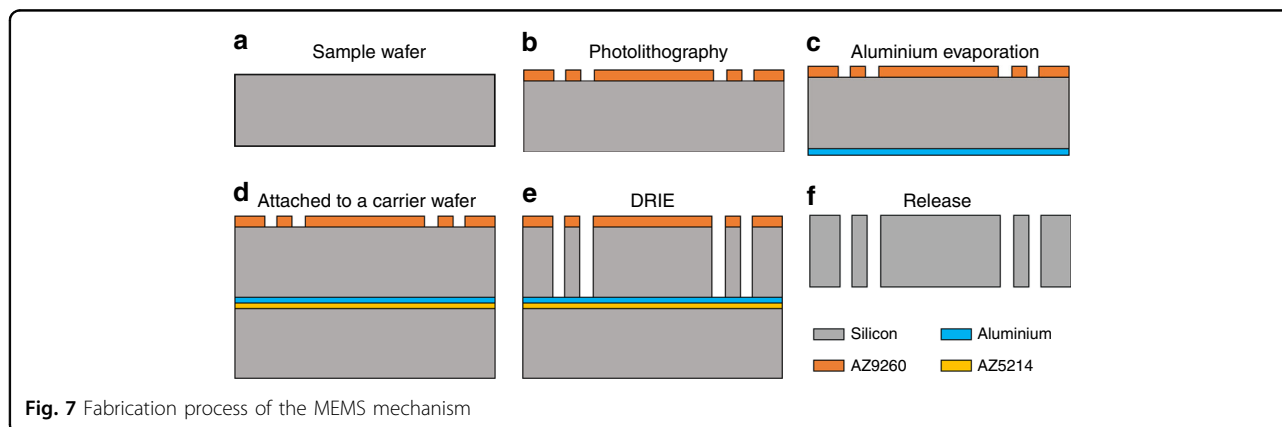 a Sample wafer
b Photolithography
c Aluminium evaporation
d Attached to a carrier wafer
e DRIE
f Release
Silicon
Aluminium
AZ9260
AZ5214
Fig. 7 Fabrication process of the MEMS mechanism